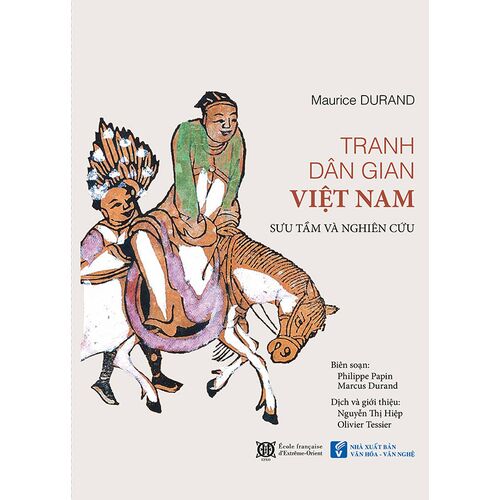 Maurice DURAND
TRANH
DÂN GIAN
VIỆT NAM
SƯU TẦM VÀ NGHIÊN CỨU
Biên soạn:
Philippe Papin
Marcus Durand
Dịch và giới thiệu:
Nguyễn Thị Hiệp
Olivier Tessier
EFEO
École française
d'Extrême-Orient
NHÀ XUẤT BẢN
VĂN HÓA - VĂN NGHỆ